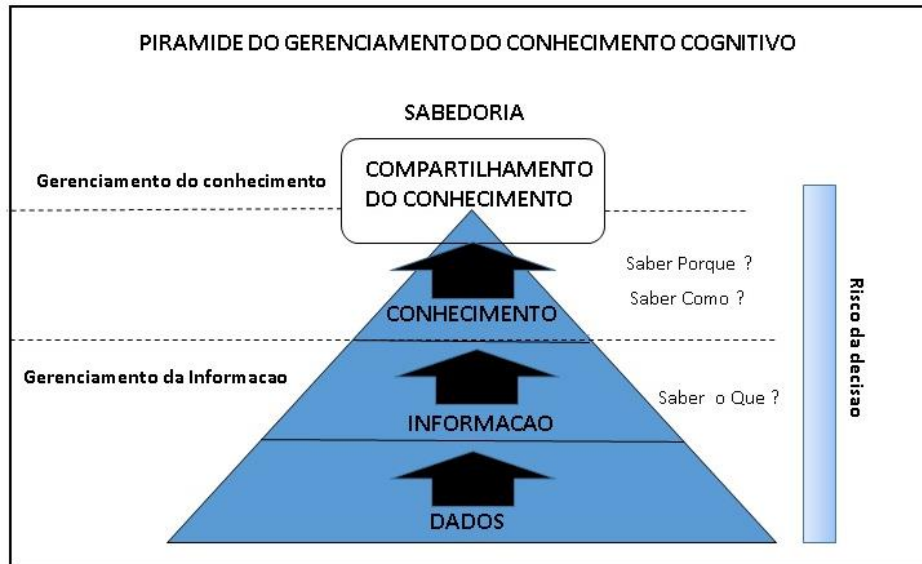 PIRAMIDE DO GERENCIAMENTO DO CONHECIMENTO COGNITIVO
SABEDORIA
COMPARTILHAMENTO
DO CONHECIMENTO
Gerenciamento do conhecimento
Saber Porque ?
Saber Como ?
CONHECIMENTO
Gerenciamento da Informacao
Saber o Que ?
INFORMACAO
DADOS
Risco da decisao